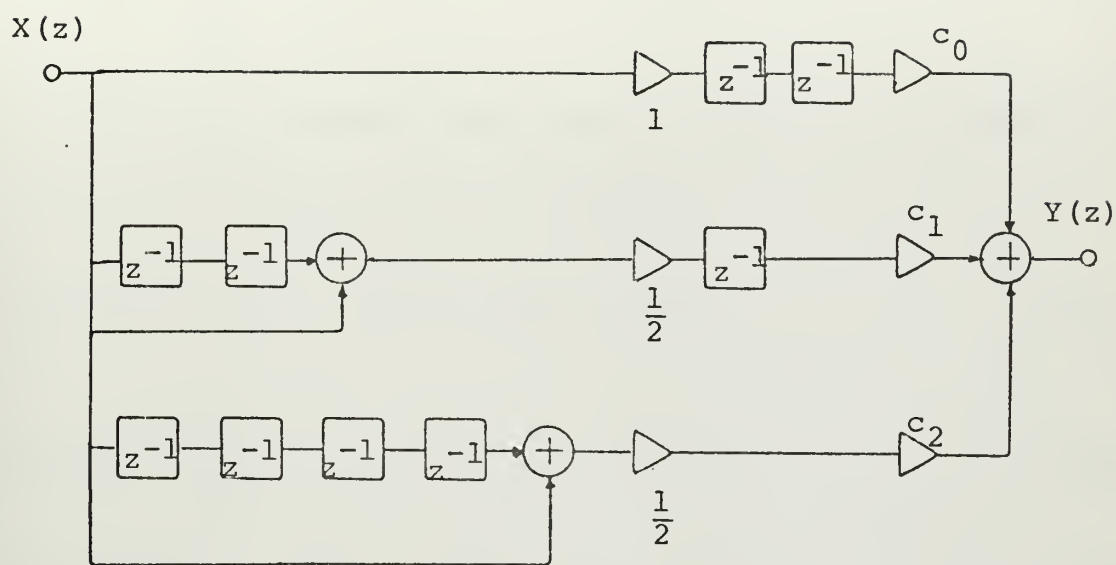 X(z)
c0
z-1 z-1
1
c1
Y(z)
z-1 z-1 + z-1 +
1/2
c2
z-1 z-1 z-1 z-1 +
1/2